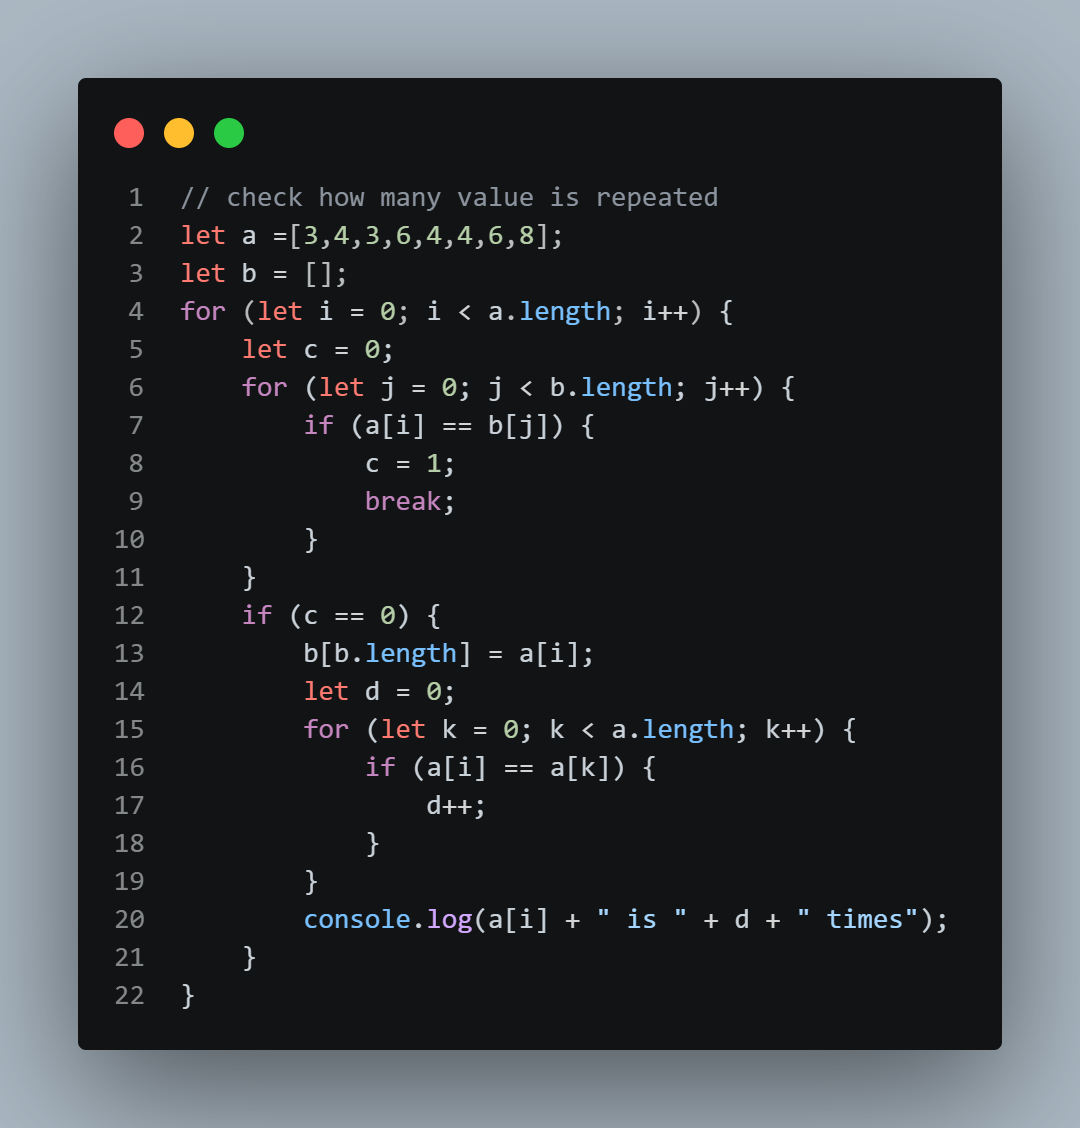 1 // check how many value is repeated
2 let a =[3,4,3,6,4,4,6,8];
3 let b = [];
4 for (let i = 0; i < a.length; i++) {
5     let c = 0;
6     for (let j = 0; j < b.length; j++) {
7         if (a[i] == b[j]) {
8             c = 1;
9             break;
10         }
11     }
12     if (c == 0) {
13         b[b.length] = a[i];
14         let d = 0;
15         for (let k = 0; k < a.length; k++) {
16             if (a[i] == a[k]) {
17                 d++;
18             }
19         }
20         console.log(a[i] + " is " + d + " times");
21     }
22 }